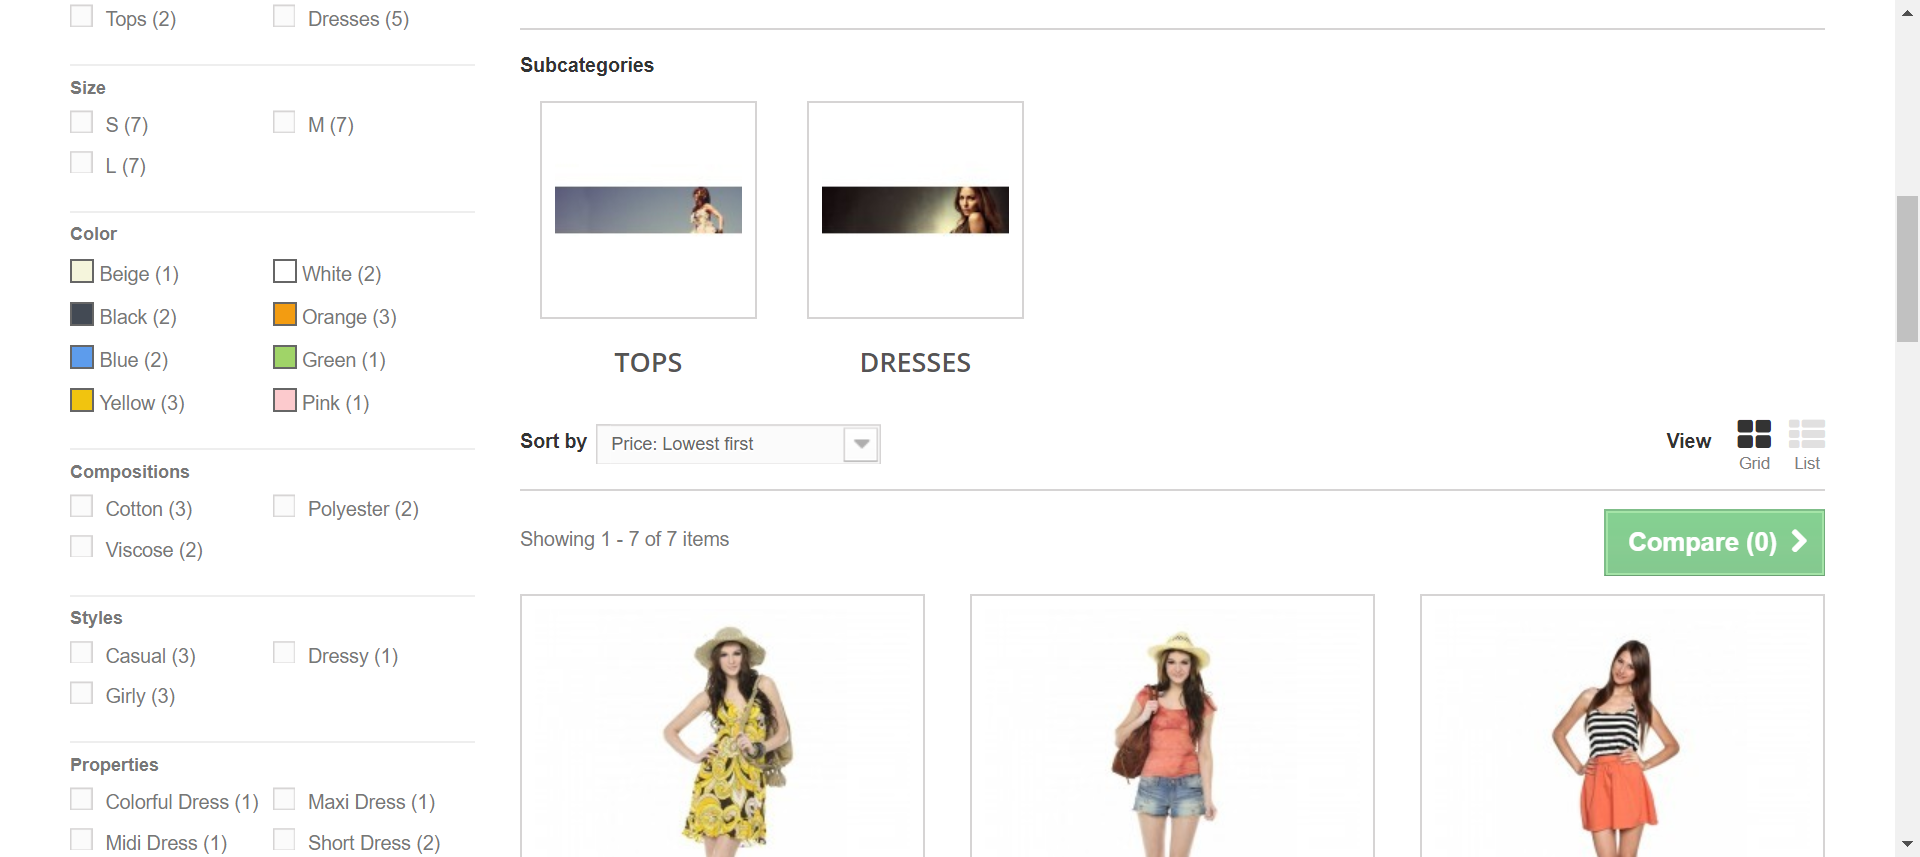 Tops (2)
Dresses (5)
Size
S (7)
M (7)
L (7)
Color
Beige (1)
White (2)
Black (2)
Orange (3)
Blue (2)
Green (1)
Yellow (3)
Pink (1)
Compositions
Cotton (3)
Polyester (2)
Viscose (2)
Styles
Casual (3)
Dressy (1)
Girly (3)
Properties
Colorful Dress (1)
Maxi Dress (1)
Midi Dress (1)
Short Dress (2)
Subcategories
TOPS
DRESSES
Sort by
Price: Lowest first
View
Grid
List
Showing 1 - 7 of 7 items
Compare (0)